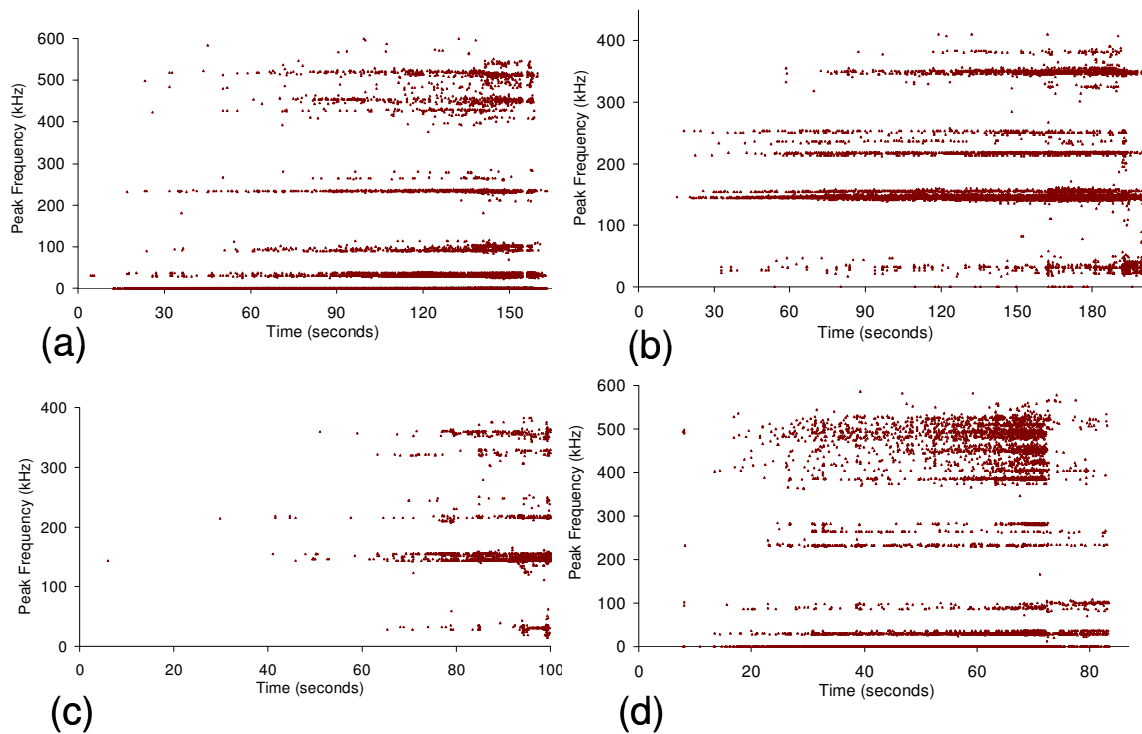 Peak Frequency (kHz)
600
500
400
300
200
100
0
0 30 60 90 120 150
Time (seconds)
(a)
Peak Frequency (kHz)
400
300
200
100
0
0 30 60 90 120 150 180
Time (seconds)
(b)
Peak Frequency (kHz)
400
300
200
100
0
0 20 40 60 80 100
Time (seconds)
(c)
Peak Frequency (kHz)
600
500
400
300
200
100
0
0 20 40 60 80
Time (seconds)
(d)